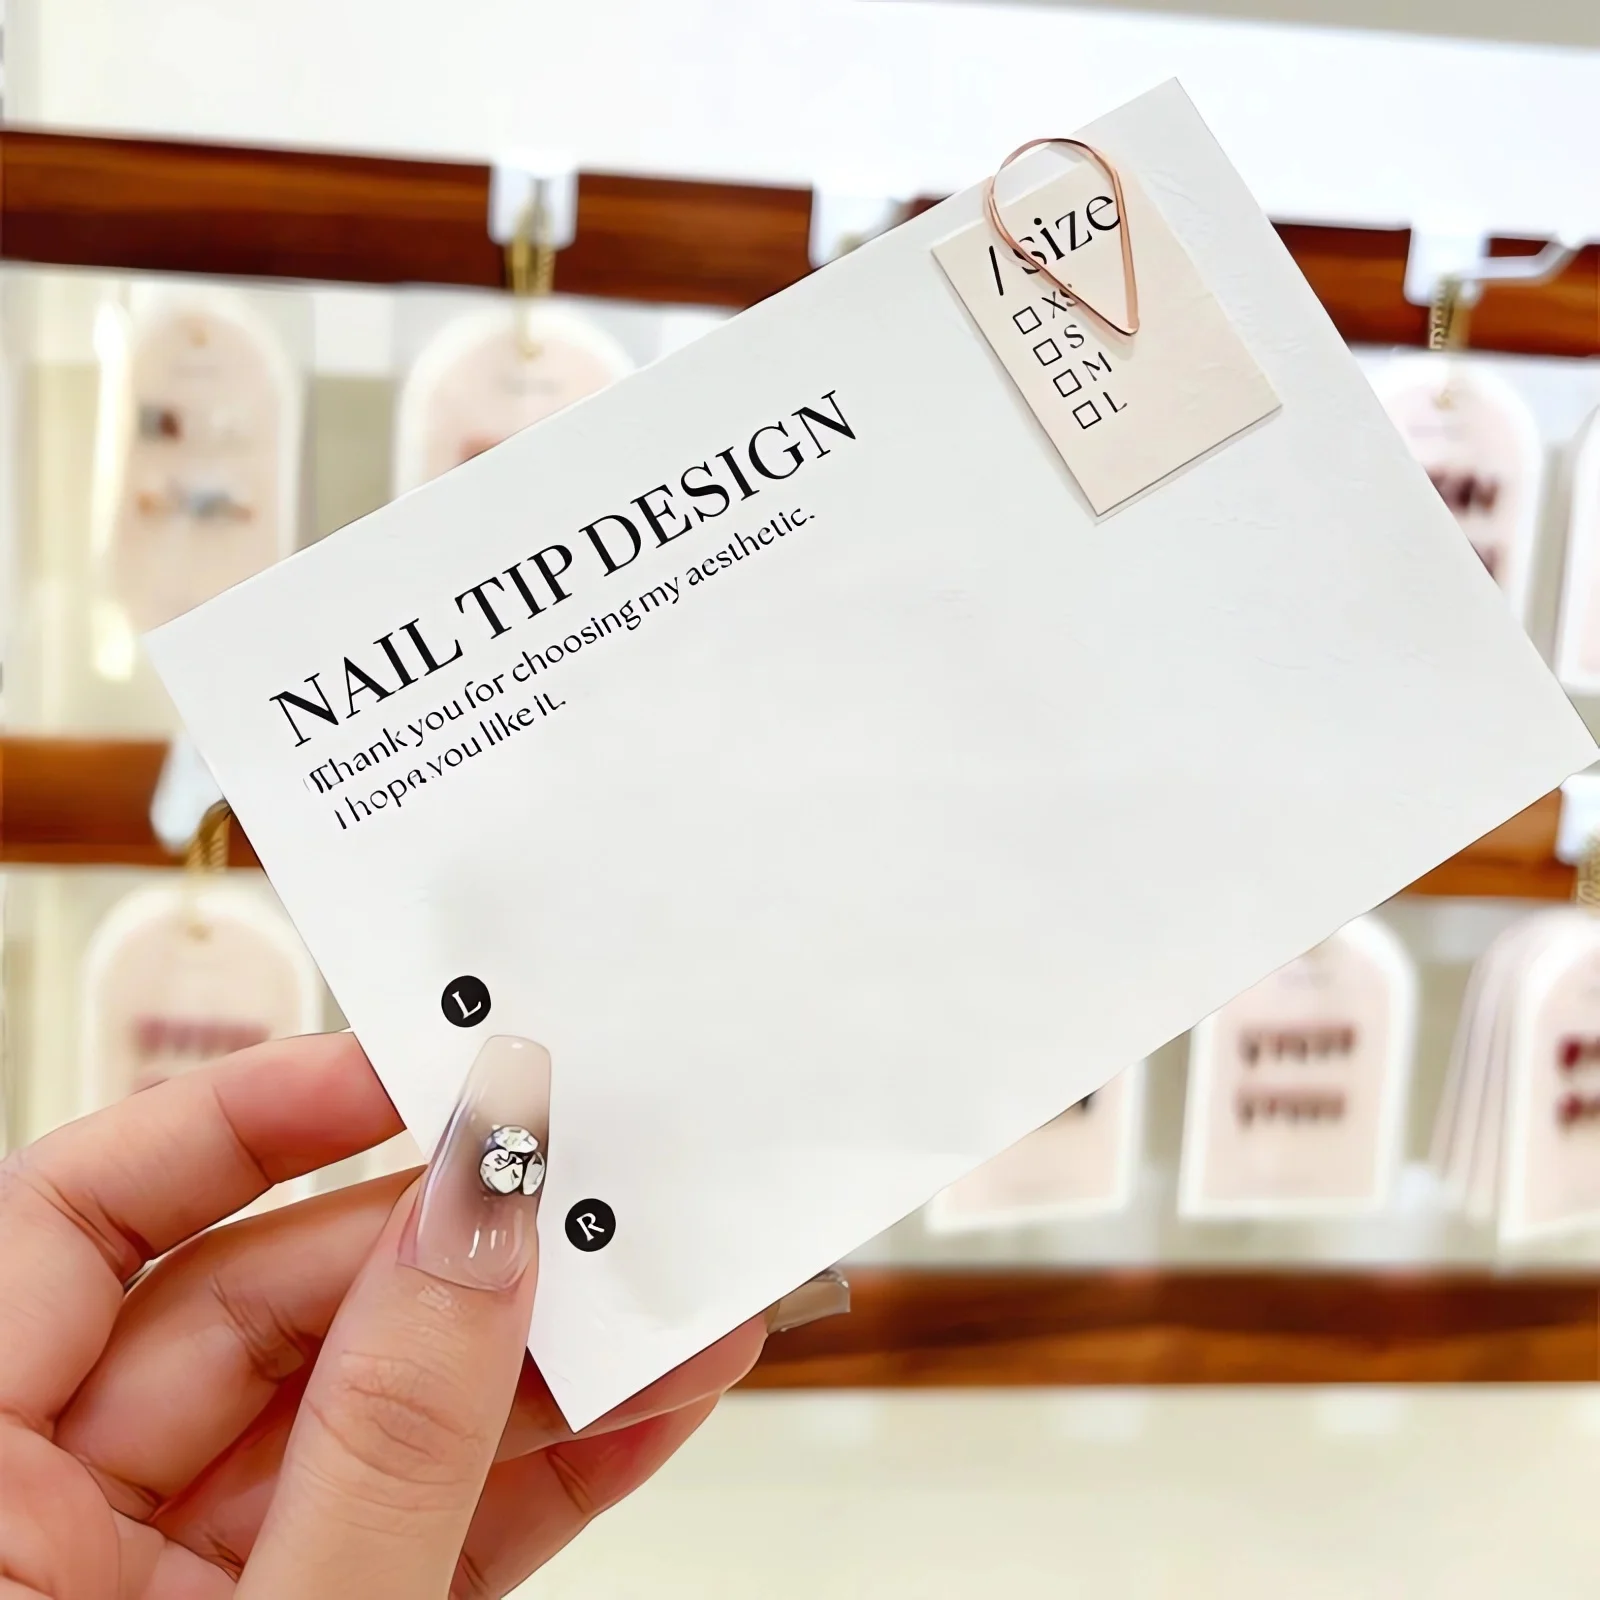 / size
□ XS
□ S
□ M
□ L
NAIL TIP DESIGN
Thank you for choosing my aesthetic.
I hope you like it.
L
R